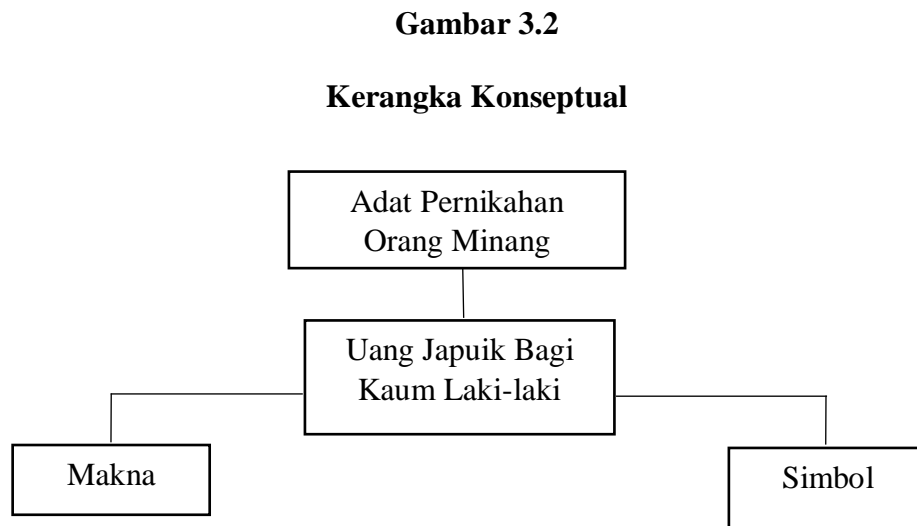 Gambar 3.2
Kerangka Konseptual
Adat Pernikahan
Orang Minang
Uang Japuik Bagi
Kaum Laki-laki
Makna
Simbol